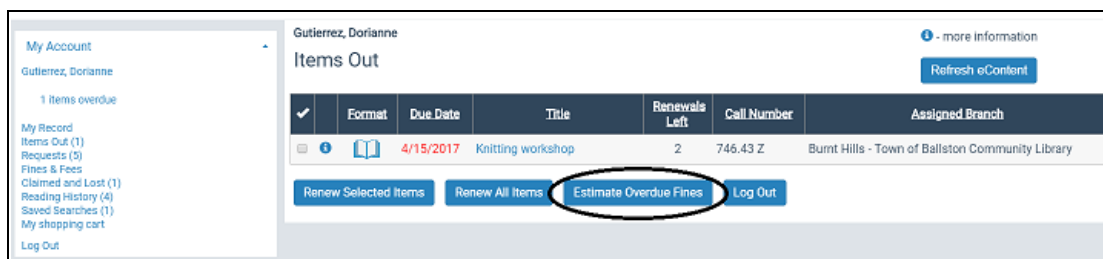 My Account
Gutierrez, Dorianne
1 items overdue
My Record
Items Out (1)
Requests (5)
Fines & Fees
Claimed and Lost (1)
Reading History (4)
Saved Searches (1)
My shopping cart
Log Out
Gutierrez, Dorianne
- more information
Items Out
Refresh eContent
Format Due Date Title Renewals Left Call Number Assigned Branch
4/15/2017 Knitting workshop 2 746.43 Z Burnt Hills - Town of Ballston Community Library
Renew Selected Items Renew All Items Estimate Overdue Fines Log Out